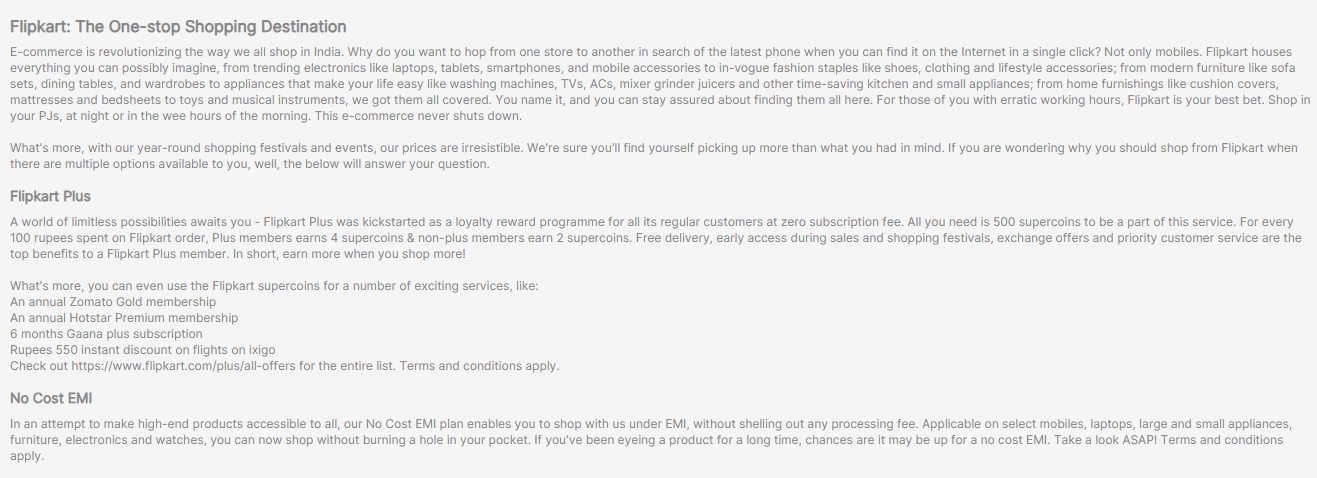 Flipkart: The One-stop Shopping Destination
E-commerce is revolutionizing the way we all shop in India. Why do you want to hop from one store to another in search of the latest phone when you can find it on the Internet in a single click? Not only mobiles. Flipkart houses
everything you can possibly imagine, from trending electronics like laptops, tablets, smartphones, and mobile accessories to in-vogue fashion staples like shoes, clothing and lifestyle accessories; from modern furniture like sofa
sets, dining tables, and wardrobes to appliances that make your life easy like washing machines, TVs, ACs, mixer grinder juicers and other time-saving kitchen and small appliances; from home furnishings like cushion covers,
mattresses and bedsheets to toys and musical instruments, we got them all covered. You name it, and you can stay assured about finding them all here. For those of you with erratic working hours, Flipkart is your best bet. Shop in
your PJs, at night or in the wee hours of the morning. This e-commerce never shuts down.
What's more, with our year-round shopping festivals and events, our prices are irresistible. We're sure you'll find yourself picking up more than what you had in mind. If you are wondering why you should shop from Flipkart when
there are multiple options available to you, well, the below will answer your question.
Flipkart Plus
A world of limitless possibilities awaits you - Flipkart Plus was kickstarted as a loyalty reward programme for all its regular customers at zero subscription fee. All you need is 500 supercoins to be a part of this service. For every
100 rupees spent on Flipkart order, Plus members earns 4 supercoins & non-plus members earn 2 supercoins. Free delivery, early access during sales and shopping festivals, exchange offers and priority customer service are the
top benefits to a Flipkart Plus member. In short, earn more when you shop more!
What's more, you can even use the Flipkart supercoins for a number of exciting services, like:
An annual Zomato Gold membership
An annual Hotstar Premium membership
6 months Gaana plus subscription
Rupees 550 instant discount on flights on ixigo
Check out https://www.flipkart.com/plus/all-offers for the entire list. Terms and conditions apply.
No Cost EMI
In an attempt to make high-end products accessible to all, our No Cost EMI plan enables you to shop with us under EMI, without shelling out any processing fee. Applicable on select mobiles, laptops, large and small appliances,
furniture, electronics and watches, you can now shop without burning a hole in your pocket. If you've been eyeing a product for a long time, chances are it may be up for a no cost EMI. Take a look ASAP! Terms and conditions
apply.